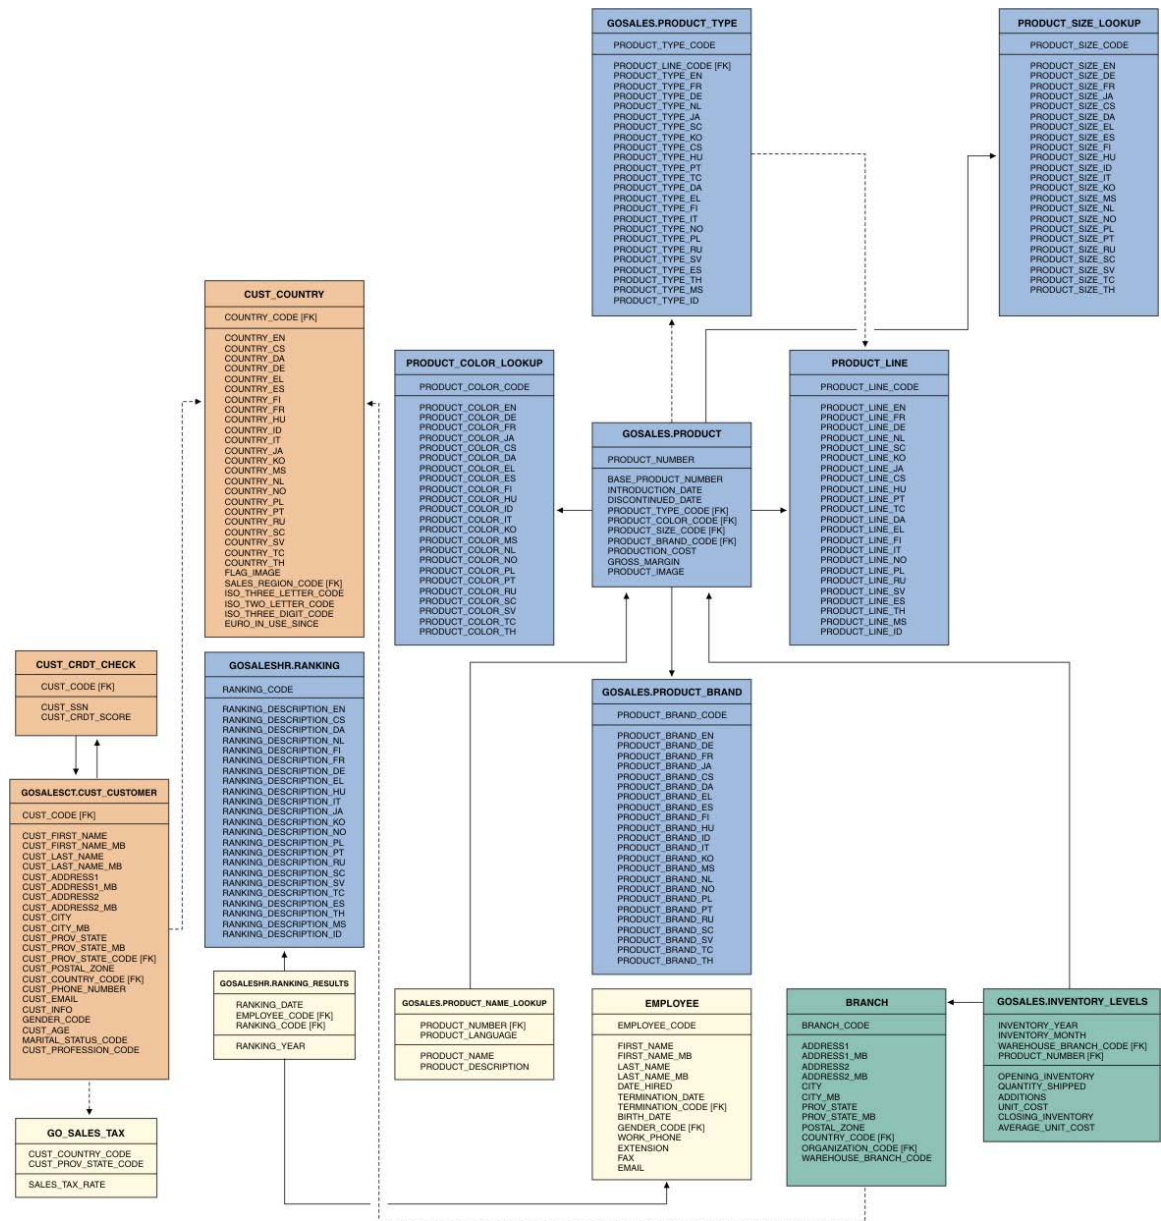 GOSALES.PRODUCT_TYPE
PRODUCT_TYPE_CODE
PRODUCT_LINE_CODE [FK]
PRODUCT_TYPE_EN
PRODUCT_TYPE_FR
PRODUCT_TYPE_DE
PRODUCT_TYPE_NL
PRODUCT_TYPE_JA
PRODUCT_TYPE_SC
PRODUCT_TYPE_KO
PRODUCT_TYPE_CS
PRODUCT_TYPE_HU
PRODUCT_TYPE_PT
PRODUCT_TYPE_TC
PRODUCT_TYPE_DA
PRODUCT_TYPE_EL
PRODUCT_TYPE_FI
PRODUCT_TYPE_IT
PRODUCT_TYPE_NO
PRODUCT_TYPE_PL
PRODUCT_TYPE_RU
PRODUCT_TYPE_SV
PRODUCT_TYPE_ES
PRODUCT_TYPE_TH
PRODUCT_TYPE_MS
PRODUCT_TYPE_ID
PRODUCT_SIZE_LOOKUP
PRODUCT_SIZE_CODE
PRODUCT_SIZE_EN
PRODUCT_SIZE_DE
PRODUCT_SIZE_FR
PRODUCT_SIZE_JA
PRODUCT_SIZE_CS
PRODUCT_SIZE_DA
PRODUCT_SIZE_EL
PRODUCT_SIZE_ES
PRODUCT_SIZE_FI
PRODUCT_SIZE_HU
PRODUCT_SIZE_ID
PRODUCT_SIZE_IT
PRODUCT_SIZE_KO
PRODUCT_SIZE_MS
PRODUCT_SIZE_NL
PRODUCT_SIZE_NO
PRODUCT_SIZE_PL
PRODUCT_SIZE_PT
PRODUCT_SIZE_RU
PRODUCT_SIZE_SC
PRODUCT_SIZE_SV
PRODUCT_SIZE_TC
PRODUCT_SIZE_TH
CUST_COUNTRY
COUNTRY_CODE [FK]
COUNTRY_EN
COUNTRY_CS
COUNTRY_DA
COUNTRY_DE
COUNTRY_EL
COUNTRY_ES
COUNTRY_FI
COUNTRY_FR
COUNTRY_HU
COUNTRY_ID
COUNTRY_IT
COUNTRY_JA
COUNTRY_KO
COUNTRY_MS
COUNTRY_NL
COUNTRY_NO
COUNTRY_PL
COUNTRY_PT
COUNTRY_RU
COUNTRY_SC
COUNTRY_SV
COUNTRY_TC
COUNTRY_TH
FLAG_IMAGE
SALES_REGION_CODE [FK]
ISO_THREE_LETTER_CODE
ISO_TWO_LETTER_CODE
ISO_THREE_DIGIT_CODE
EURO_IN_USE_SINCE
PRODUCT_COLOR_LOOKUP
PRODUCT_COLOR_CODE
PRODUCT_COLOR_EN
PRODUCT_COLOR_DE
PRODUCT_COLOR_FR
PRODUCT_COLOR_JA
PRODUCT_COLOR_CS
PRODUCT_COLOR_DA
PRODUCT_COLOR_EL
PRODUCT_COLOR_ES
PRODUCT_COLOR_FI
PRODUCT_COLOR_HU
PRODUCT_COLOR_ID
PRODUCT_COLOR_IT
PRODUCT_COLOR_KO
PRODUCT_COLOR_MS
PRODUCT_COLOR_NL
PRODUCT_COLOR_NO
PRODUCT_COLOR_PL
PRODUCT_COLOR_PT
PRODUCT_COLOR_RU
PRODUCT_COLOR_SC
PRODUCT_COLOR_SV
PRODUCT_COLOR_TC
PRODUCT_COLOR_TH
GOSALES.PRODUCT
PRODUCT_NUMBER
BASE_PRODUCT_NUMBER
INTRODUCTION_DATE
DISCONTINUED_DATE
PRODUCT_TYPE_CODE [FK]
PRODUCT_COLOR_CODE [FK]
PRODUCT_SIZE_CODE [FK]
PRODUCT_BRAND_CODE [FK]
PRODUCTION_COST
GROSS_MARGIN
PRODUCT_IMAGE
PRODUCT_LINE
PRODUCT_LINE_CODE
PRODUCT_LINE_EN
PRODUCT_LINE_FR
PRODUCT_LINE_DE
PRODUCT_LINE_NL
PRODUCT_LINE_SC
PRODUCT_LINE_KO
PRODUCT_LINE_JA
PRODUCT_LINE_CS
PRODUCT_LINE_HU
PRODUCT_LINE_PT
PRODUCT_LINE_TC
PRODUCT_LINE_DA
PRODUCT_LINE_EL
PRODUCT_LINE_FI
PRODUCT_LINE_IT
PRODUCT_LINE_NO
PRODUCT_LINE_PL
PRODUCT_LINE_RU
PRODUCT_LINE_SV
PRODUCT_LINE_ES
PRODUCT_LINE_TH
PRODUCT_LINE_MS
PRODUCT_LINE_ID
CUST_CRDT_CHECK
CUST_CODE [FK]
CUST_SSN
CUST_CRDT_SCORE
GOSALESHR.RANKING
RANKING_CODE
RANKING_DESCRIPTION_EN
RANKING_DESCRIPTION_CS
RANKING_DESCRIPTION_DA
RANKING_DESCRIPTION_NL
RANKING_DESCRIPTION_FI
RANKING_DESCRIPTION_FR
RANKING_DESCRIPTION_DE
RANKING_DESCRIPTION_EL
RANKING_DESCRIPTION_HU
RANKING_DESCRIPTION_IT
RANKING_DESCRIPTION_JA
RANKING_DESCRIPTION_KO
RANKING_DESCRIPTION_NO
RANKING_DESCRIPTION_PL
RANKING_DESCRIPTION_PT
RANKING_DESCRIPTION_RU
RANKING_DESCRIPTION_SC
RANKING_DESCRIPTION_SV
RANKING_DESCRIPTION_TC
RANKING_DESCRIPTION_ES
RANKING_DESCRIPTION_TH
RANKING_DESCRIPTION_MS
RANKING_DESCRIPTION_ID
GOSALES.PRODUCT_BRAND
PRODUCT_BRAND_CODE
PRODUCT_BRAND_EN
PRODUCT_BRAND_DE
PRODUCT_BRAND_FR
PRODUCT_BRAND_JA
PRODUCT_BRAND_CS
PRODUCT_BRAND_DA
PRODUCT_BRAND_EL
PRODUCT_BRAND_ES
PRODUCT_BRAND_FI
PRODUCT_BRAND_HU
PRODUCT_BRAND_ID
PRODUCT_BRAND_IT
PRODUCT_BRAND_KO
PRODUCT_BRAND_MS
PRODUCT_BRAND_NL
PRODUCT_BRAND_NO
PRODUCT_BRAND_PL
PRODUCT_BRAND_PT
PRODUCT_BRAND_RU
PRODUCT_BRAND_SC
PRODUCT_BRAND_SV
PRODUCT_BRAND_TC
PRODUCT_BRAND_TH
GOSALESCT.CUST_CUSTOMER
CUST_CODE [FK]
CUST_FIRST_NAME
CUST_FIRST_NAME_MB
CUST_LAST_NAME
CUST_LAST_NAME_MB
CUST_ADDRESS1
CUST_ADDRESS1_MB
CUST_ADDRESS2
CUST_ADDRESS2_MB
CUST_CITY
CUST_CITY_MB
CUST_PROV_STATE
CUST_PROV_STATE_MB
CUST_PROV_STATE_CODE [FK]
CUST_POSTAL_ZONE
CUST_COUNTRY_CODE [FK]
CUST_PHONE_NUMBER
CUST_EMAIL
CUST_INFO
GENDER_CODE
CUST_AGE
MARITAL_STATUS_CODE
CUST_PROFESSION_CODE
GOSALESHR.RANKING_RESULTS
RANKING_DATE
EMPLOYEE_CODE [FK]
RANKING_CODE [FK]
RANKING_YEAR
GOSALES.PRODUCT_NAME_LOOKUP
PRODUCT_NUMBER [FK]
PRODUCT_LANGUAGE
PRODUCT_NAME
PRODUCT_DESCRIPTION
EMPLOYEE
EMPLOYEE_CODE
FIRST_NAME
FIRST_NAME_MB
LAST_NAME
LAST_NAME_MB
DATE_HIRED
TERMINATION_DATE
TERMINATION_CODE [FK]
BIRTH_DATE
GENDER_CODE [FK]
WORK_PHONE
EXTENSION
FAX
EMAIL
BRANCH
BRANCH_CODE
ADDRESS1
ADDRESS1_MB
ADDRESS2
ADDRESS2_MB
CITY
CITY_MB
PROV_STATE
PROV_STATE_MB
POSTAL_ZONE
COUNTRY_CODE [FK]
ORGANIZATION_CODE [FK]
WAREHOUSE_BRANCH_CODE
GOSALES.INVENTORY_LEVELS
INVENTORY_YEAR
INVENTORY_MONTH
WAREHOUSE_BRANCH_CODE [FK]
PRODUCT_NUMBER [FK]
OPENING_INVENTORY
QUANTITY_SHIPPED
ADDITIONS
UNIT_COST
CLOSING_INVENTORY
AVERAGE_UNIT_COST
GO_SALES_TAX
CUST_COUNTRY_CODE
CUST_PROV_STATE_CODE
SALES_TAX_RATE